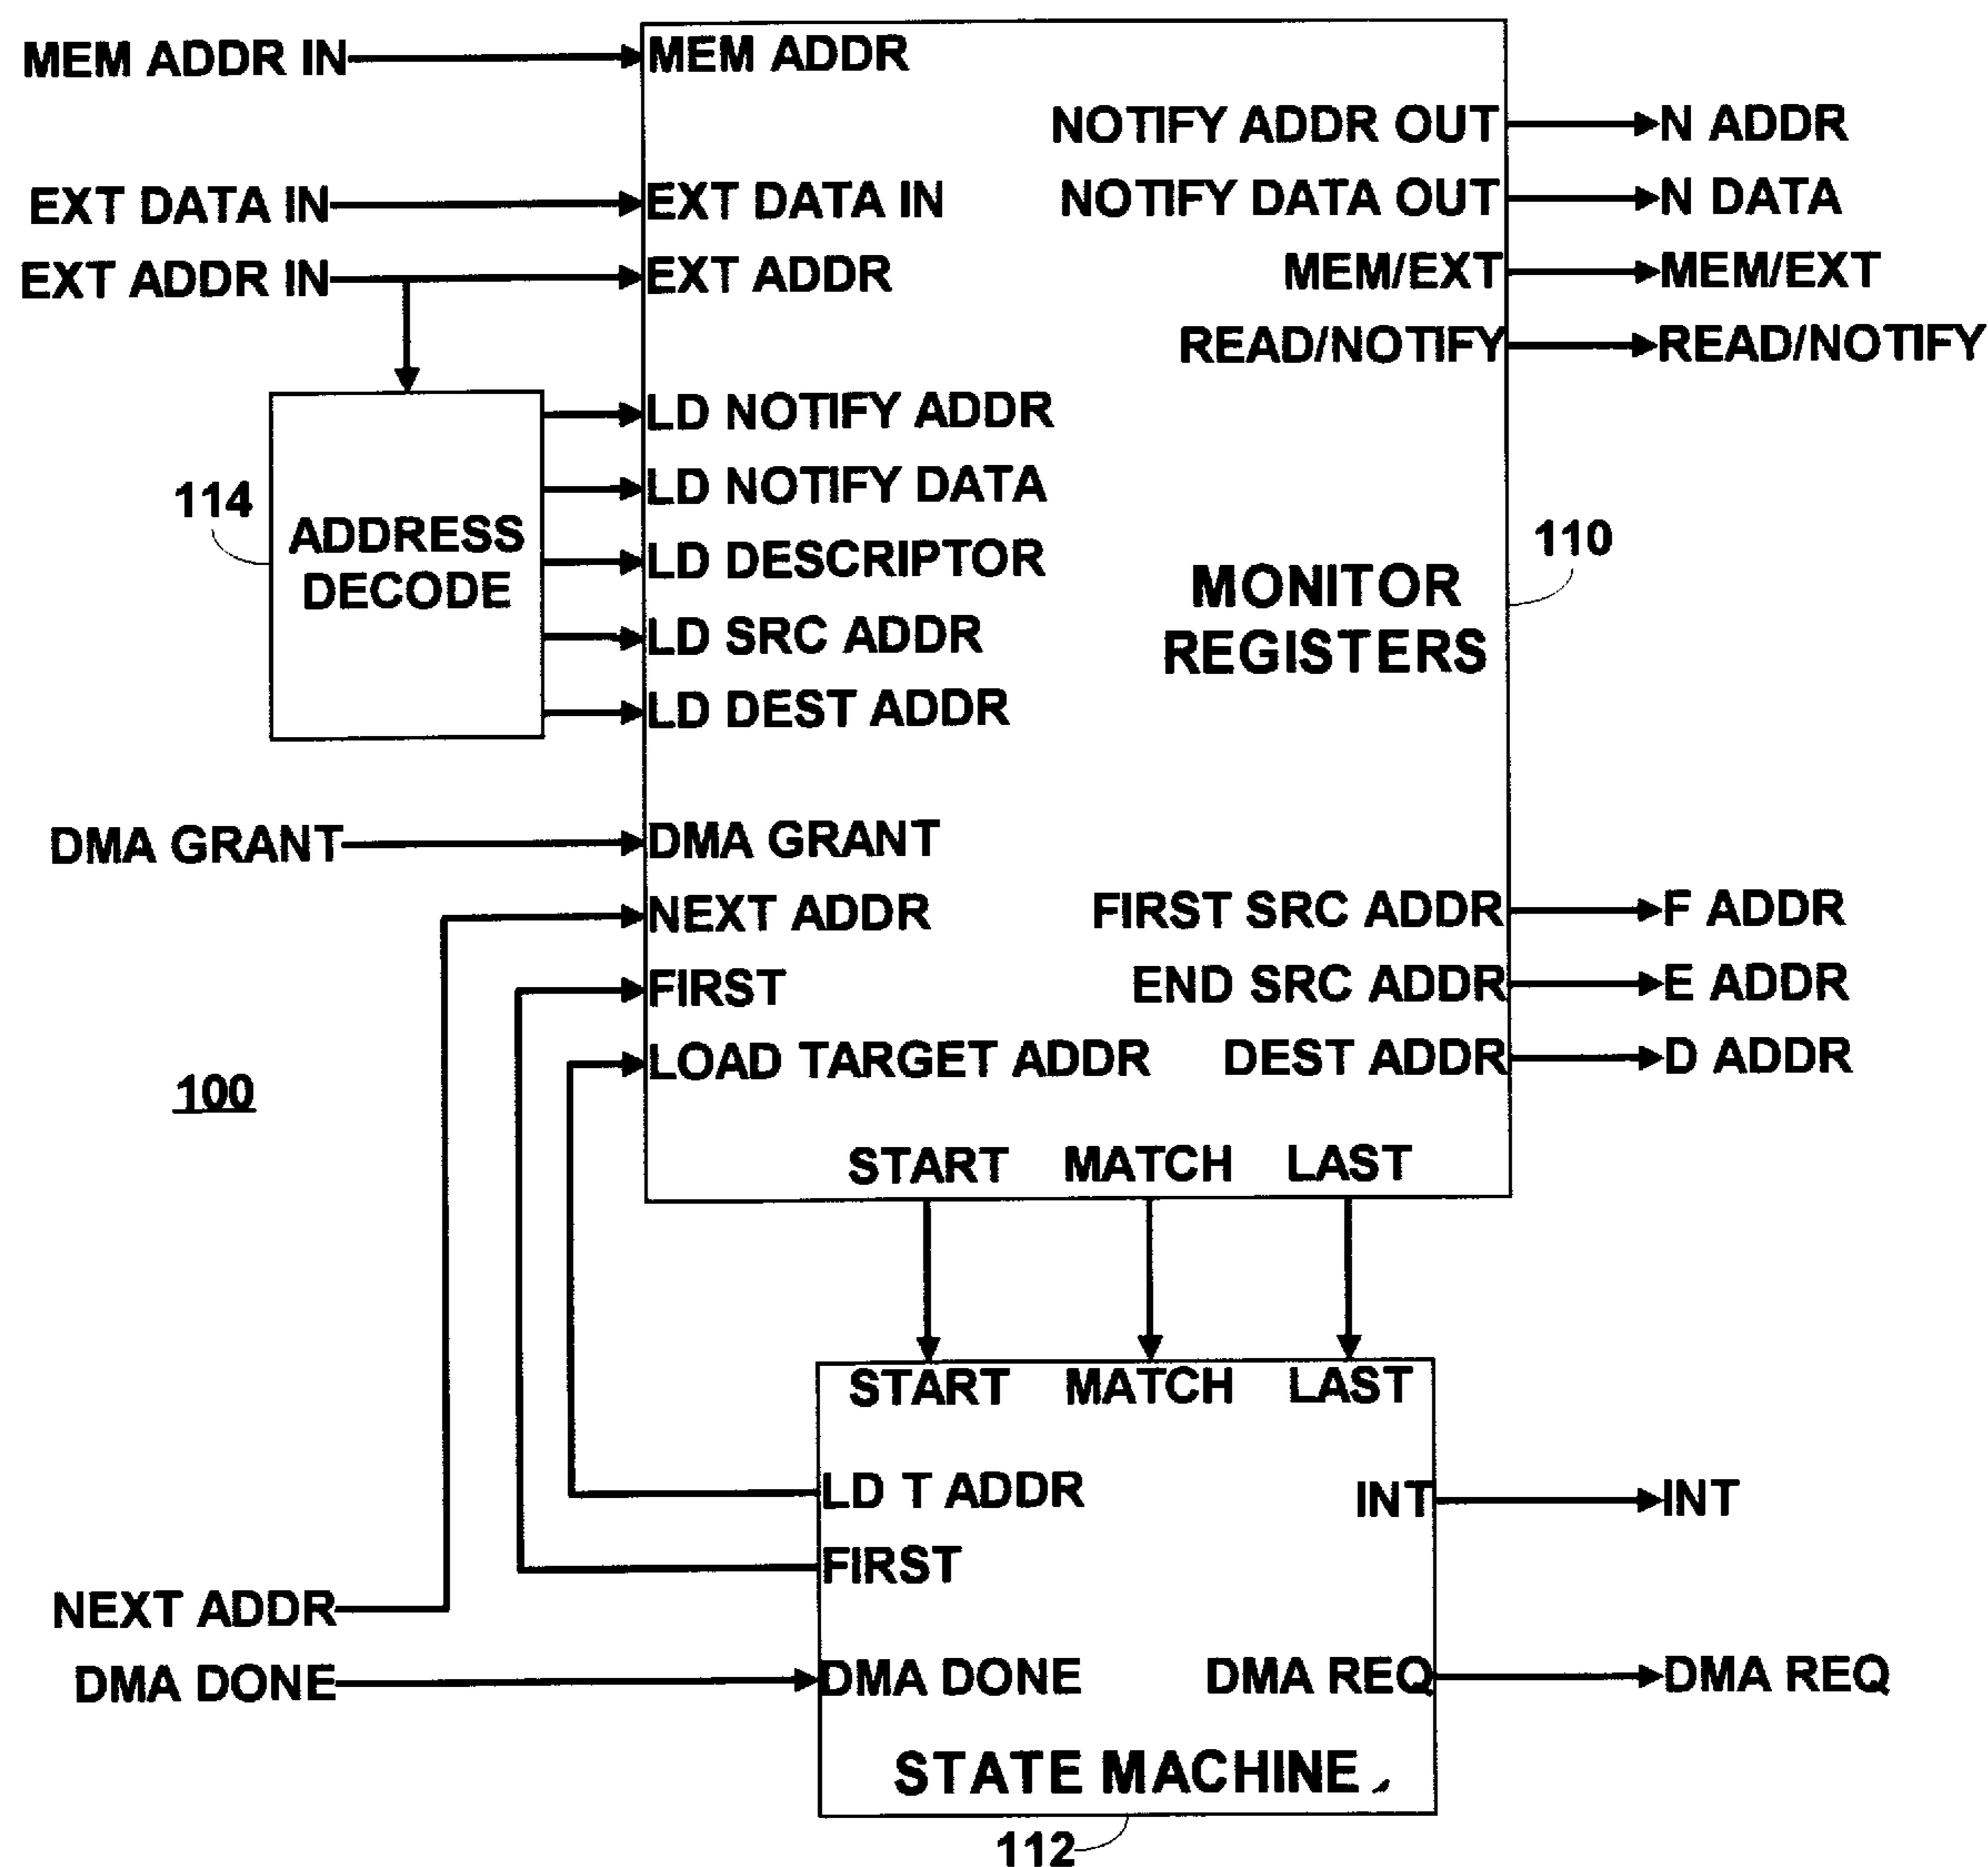 MEM ADDR IN
MEM ADDR
NOTIFY ADDR OUT
N ADDR
EXT DATA IN
EXT DATA IN
NOTIFY DATA OUT
N DATA
EXT ADDR IN
EXT ADDR
MEM/EXT
MEM/EXT
READ/NOTIFY
READ/NOTIFY
LD NOTIFY ADDR
114
LD NOTIFY DATA
ADDRESS
DECODE
LD DESCRIPTOR
110
MONITOR
REGISTERS
LD SRC ADDR
LD DEST ADDR
DMA GRANT
DMA GRANT
NEXT ADDR
FIRST SRC ADDR
F ADDR
FIRST
END SRC ADDR
E ADDR
LOAD TARGET ADDR
DEST ADDR
D ADDR
100
START
MATCH
LAST
START
MATCH
LAST
LD T ADDR
INT
INT
FIRST
NEXT ADDR
DMA DONE
DMA DONE
DMA REQ
DMA REQ
STATE MACHINE
112